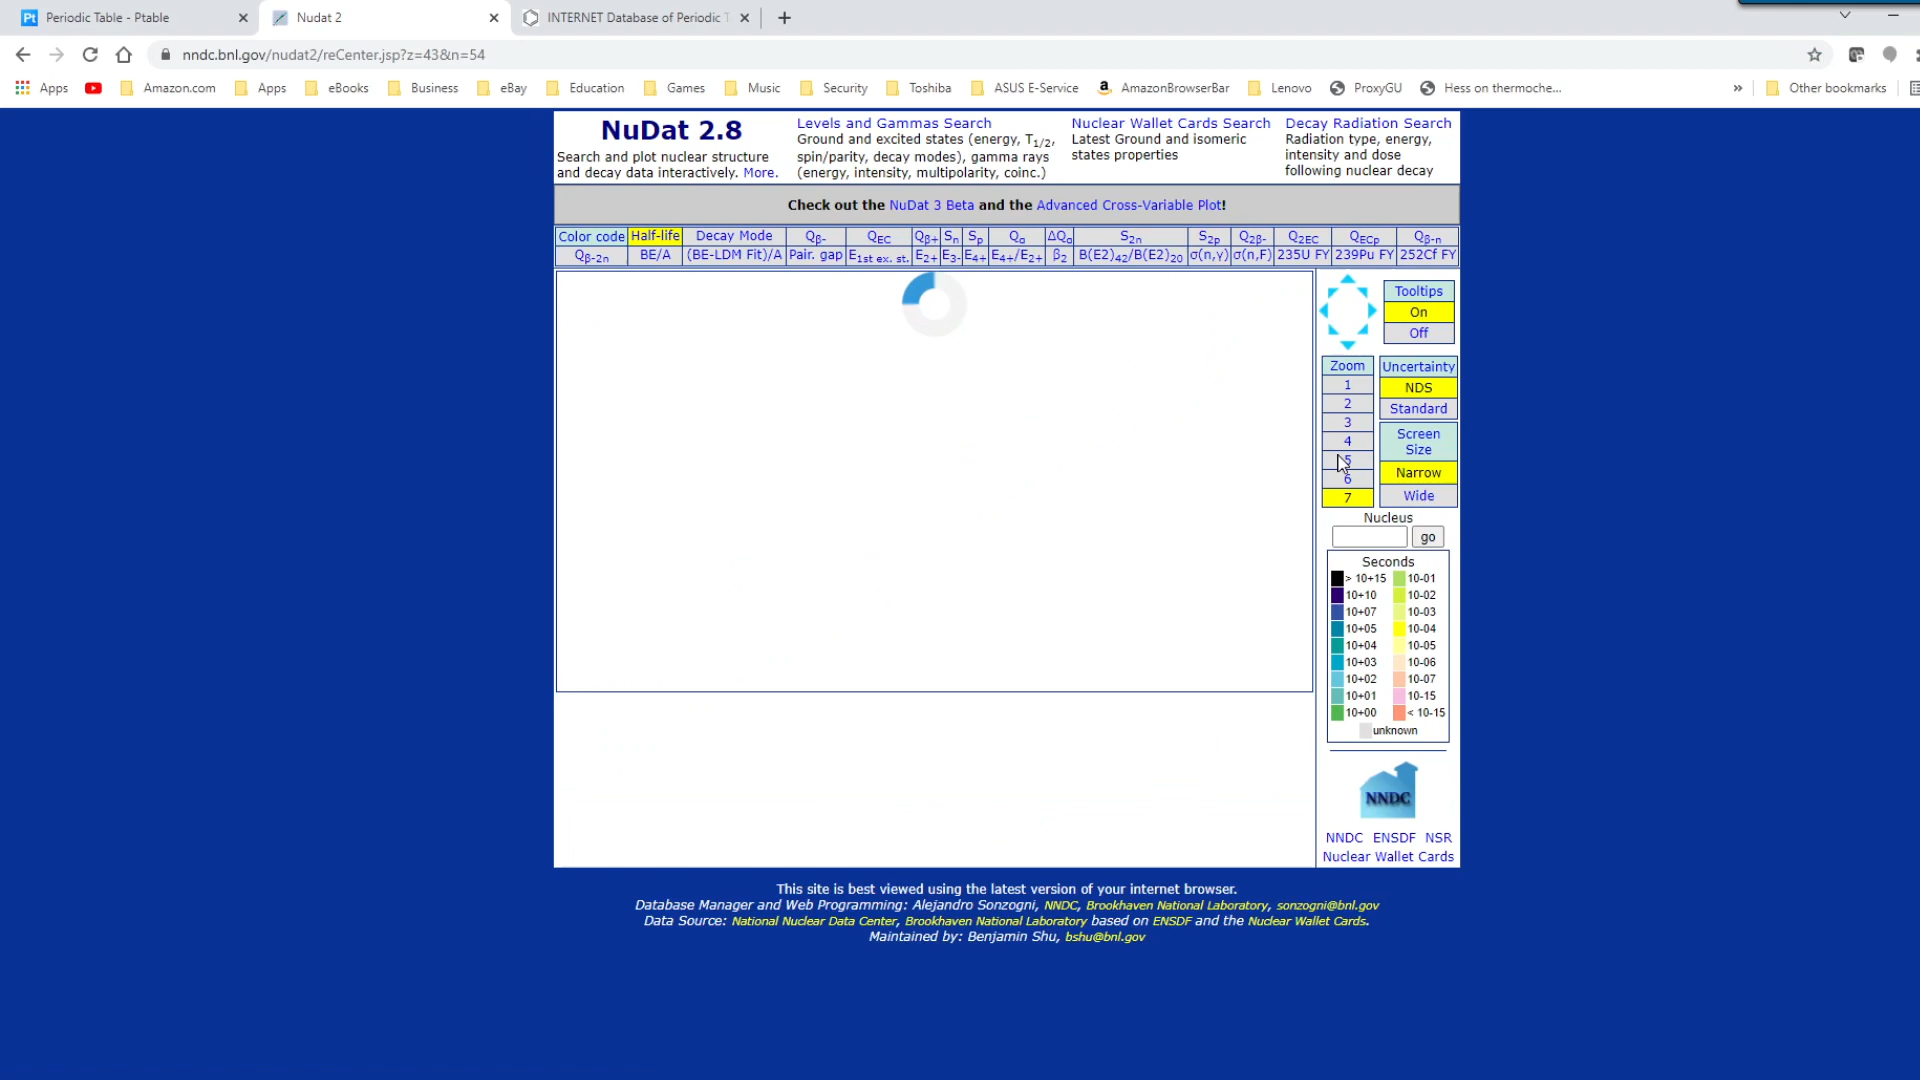 Periodic Table - Ptable
Nudat 2
INTERNET Database of Periodic T
nndc.bnl.gov/nudat2/reCenter.jsp?z=43&n=54
Apps
Amazon.com
Apps
eBooks
Business
eBay
Education
Games
Music
Security
Toshiba
ASUS E-Service
AmazonBrowserBar
Lenovo
ProxyGU
Hess on thermoche...
»
Other bookmarks
NuDat 2.8
Search and plot nuclear structure
and decay data interactively. More.
Levels and Gammas Search
Ground and excited states (energy, T1/2,
spin/parity, decay modes), gamma rays
(energy, intensity, multipolarity, coinc.)
Nuclear Wallet Cards Search
Latest Ground and isomeric
states properties
Decay Radiation Search
Radiation type, energy,
intensity and dose
following nuclear decay
Check out the NuDat 3 Beta and the Advanced Cross-Variable Plot!
Color code Half-life Decay Mode Qβ- QEC Qβ+ Sn Sp Qα ΔQα S2n S2p Q2β- Q2EC QECp Qβ-n
Qβ-2n BE/A (BE-LDM Fit)/A Pair. gap E1st ex. st. E2+ E3- E4+ E4+/E2+ β2 B(E2)42/B(E2)20 σ(n,γ) σ(n,F) 235U FY 239Pu FY 252Cf FY
Tooltips
On
Off
Zoom
1
2
3
4
5
6
7
Uncertainty
NDS
Standard
Screen
Size
Narrow
Wide
Nucleus
go
Seconds
> 10+15 10-01
10+10 10-02
10+07 10-03
10+05 10-04
10+04 10-05
10+03 10-06
10+02 10-07
10+01 10-15
10+00 < 10-15
unknown
NNDC
NNDC ENSDF NSR
Nuclear Wallet Cards
This site is best viewed using the latest version of your internet browser.
Database Manager and Web Programming: Alejandro Sonzogni, NNDC, Brookhaven National Laboratory, sonzogni@bnl.gov
Data Source: National Nuclear Data Center, Brookhaven National Laboratory based on ENSDF and the Nuclear Wallet Cards.
Maintained by: Benjamin Shu, bshu@bnl.gov